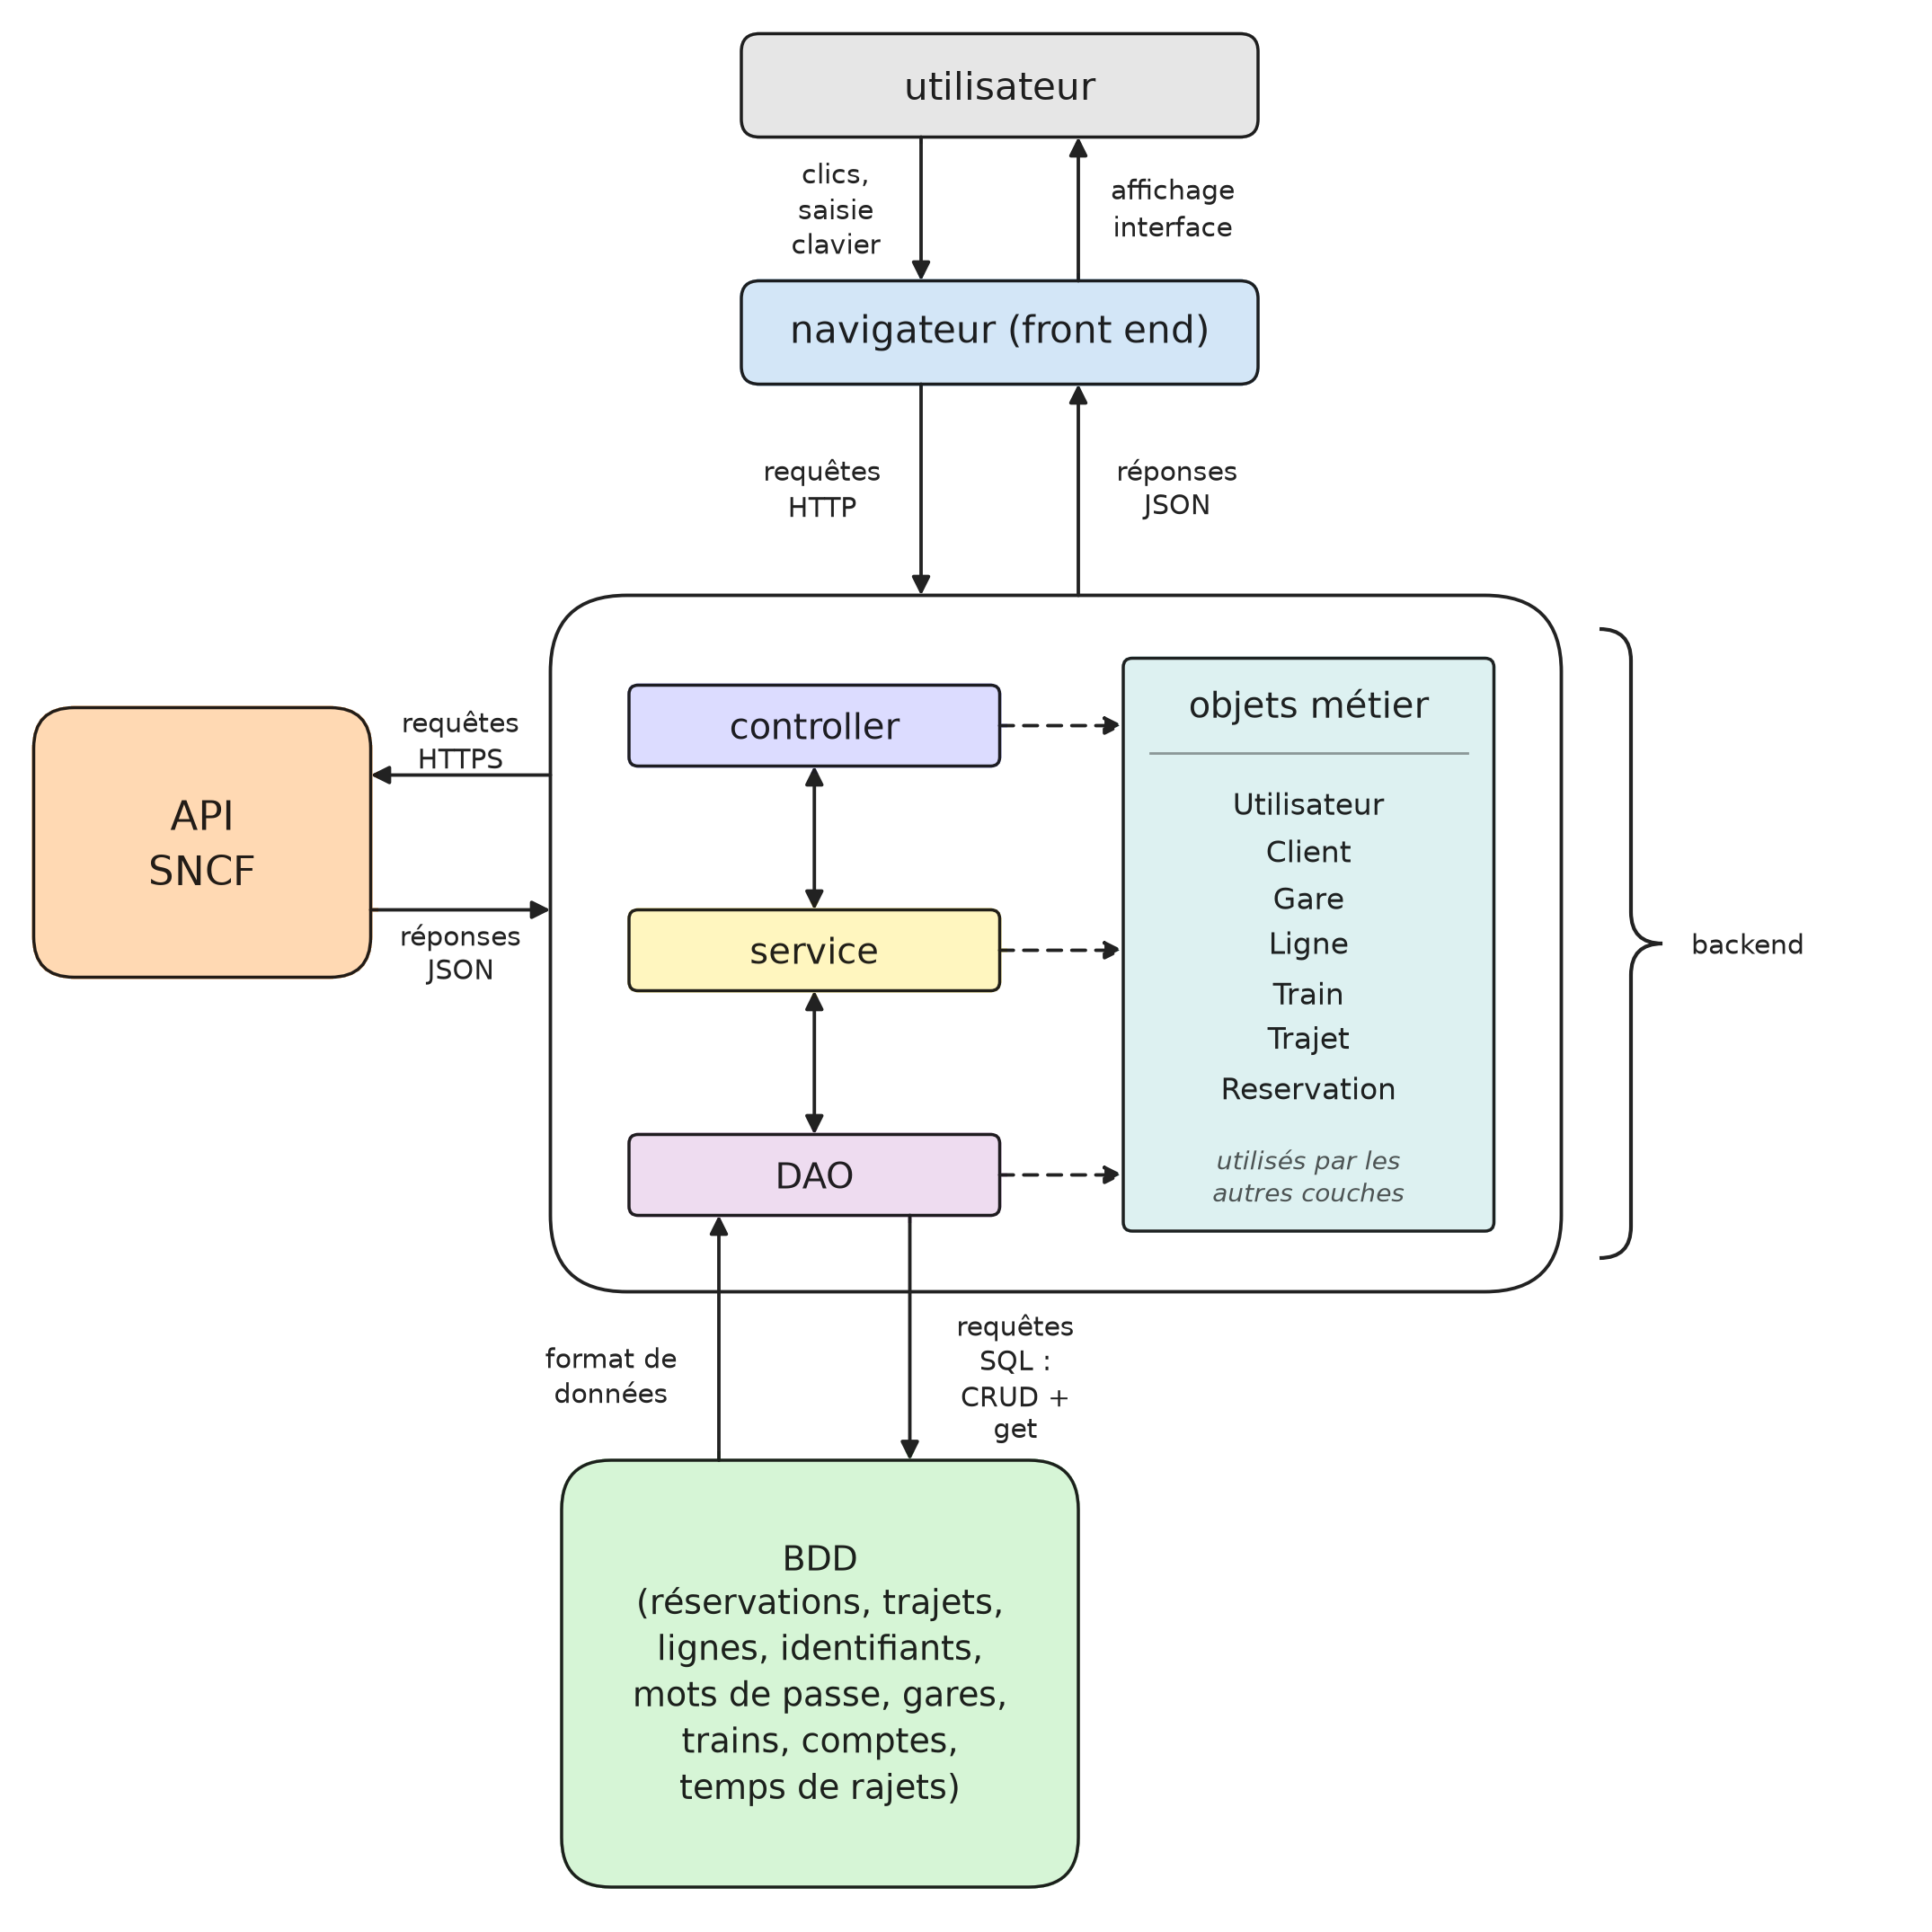 utilisateur
clics,
saisie
clavier
affichage
interface
navigateur (front end)
requêtes
HTTP
réponses
JSON
API
SNCF
requêtes
HTTPS
réponses
JSON
controller
service
DAO
objets métier
Utilisateur
Client
Gare
Ligne
Train
Trajet
Reservation
utilisés par les
autres couches
backend
format de
données
requêtes
SQL :
CRUD +
get
BDD
(réservations, trajets,
lignes, identifiants,
mots de passe, gares,
trains, comptes,
temps de rajets)